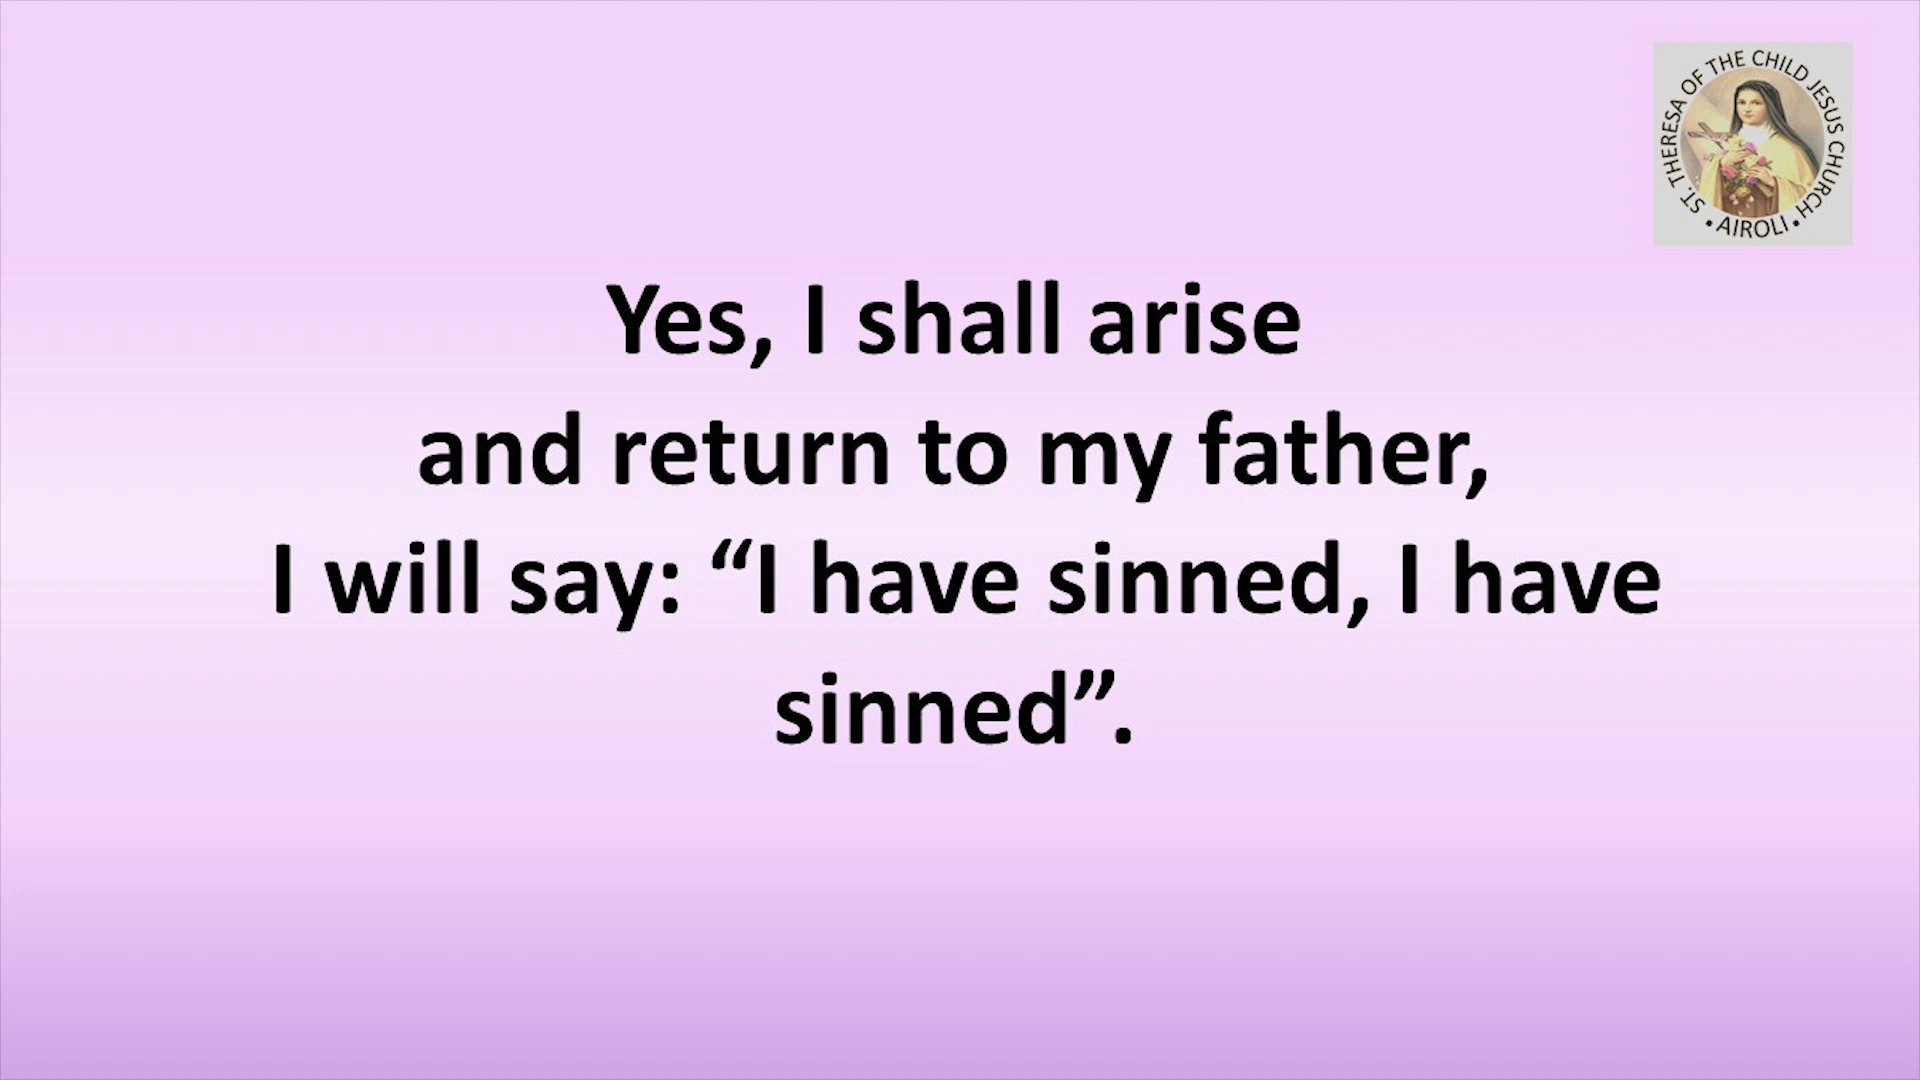 ST. THERESA OF THE CHILD JESUS CHURCH
• AIROLI •
Yes, I shall arise
and return to my father,
I will say: “I have sinned, I have
sinned”.